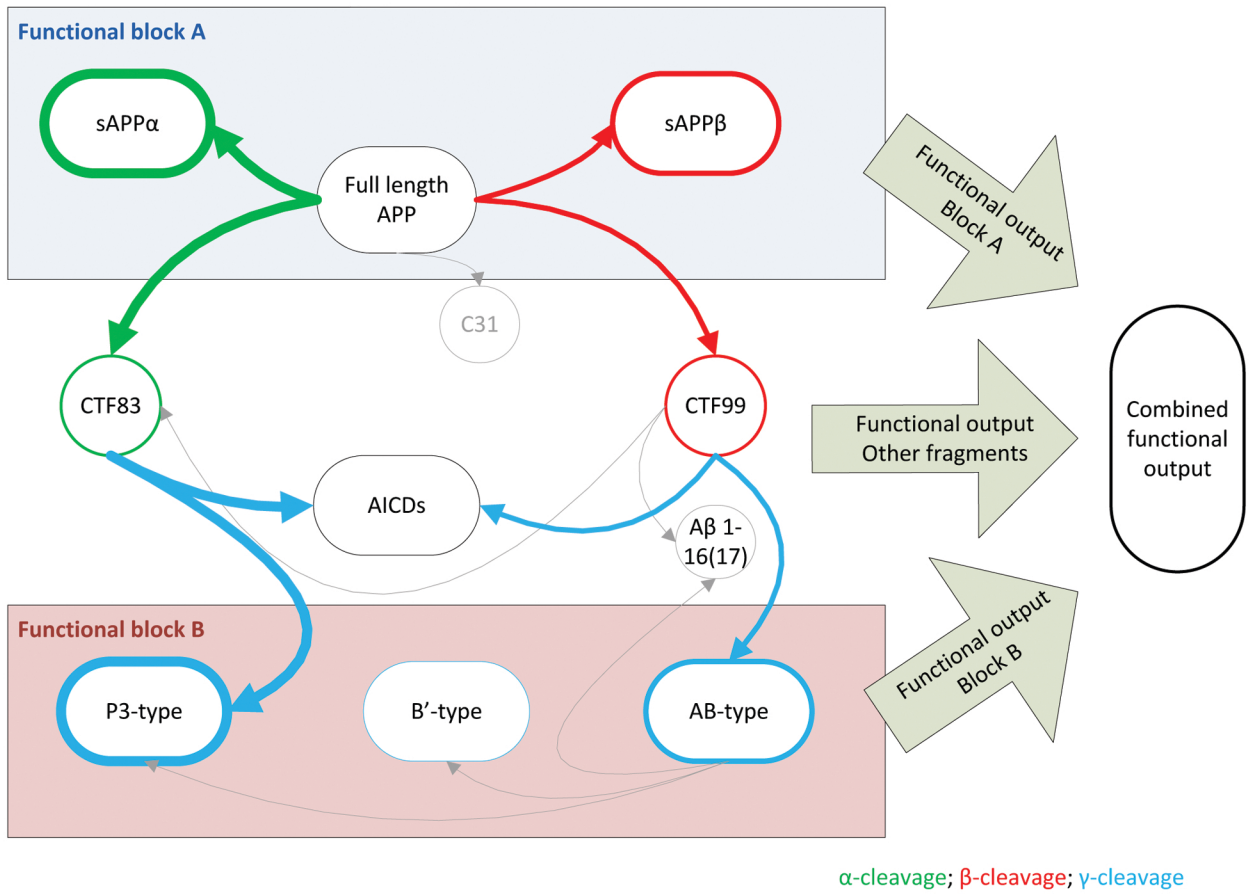 Functional block A
sAPPα
sAPPβ
Full length
APP
C31
Functional output
Block A
CTF83
CTF99
Functional output
Other fragments
Combined
functional
output
AICDs
Aβ 1-
16(17)
Functional block B
P3-type
B’-type
AB-type
Functional output
Block B
α-cleavage; β-cleavage; γ-cleavage